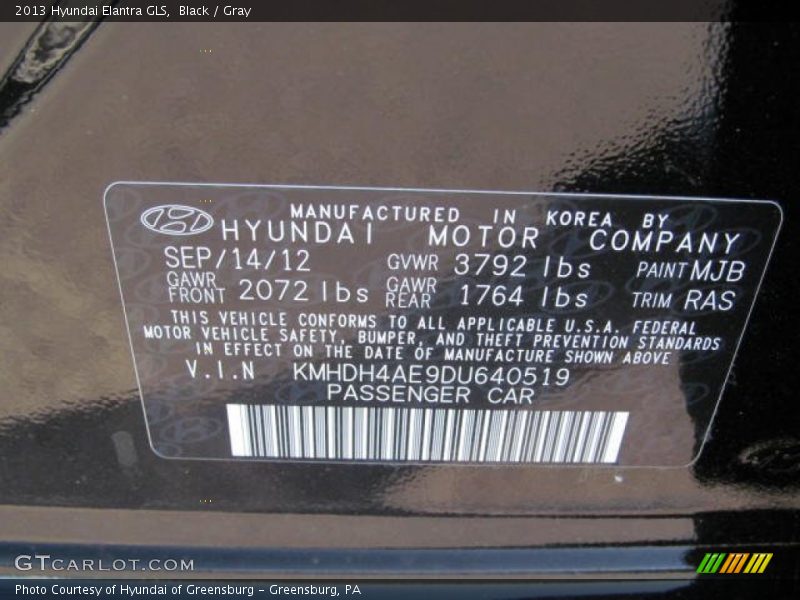 2013 Hyundai Elantra GLS, Black / Gray
MANUFACTURED IN KOREA BY
HYUNDAI MOTOR COMPANY
SEP/14/12 GVWR 3792 lbs PAINT MJB
GAWR FRONT 2072 lbs GAWR REAR 1764 lbs TRIM RAS
THIS VEHICLE CONFORMS TO ALL APPLICABLE U.S.A. FEDERAL
MOTOR VEHICLE SAFETY, BUMPER, AND THEFT PREVENTION STANDARDS
IN EFFECT ON THE DATE OF MANUFACTURE SHOWN ABOVE
V.I.N KMHDH4AE9DU640519
PASSENGER CAR
GTCARLOT.COM
Photo Courtesy of Hyundai of Greensburg - Greensburg, PA